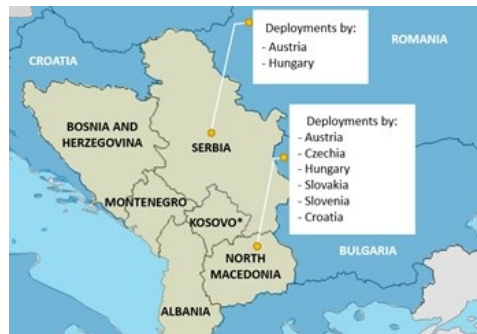 Deployments by:
- Austria
- Hungary
ROMANIA
CROATIA
BOSNIA AND
HERZEGOVINA
SERBIA
Deployments by:
- Austria
- Czechia
- Hungary
- Slovakia
- Slovenia
- Croatia
MONTENEGRO
KOSOVO*
BULGARIA
NORTH
MACEDONIA
ALBANIA